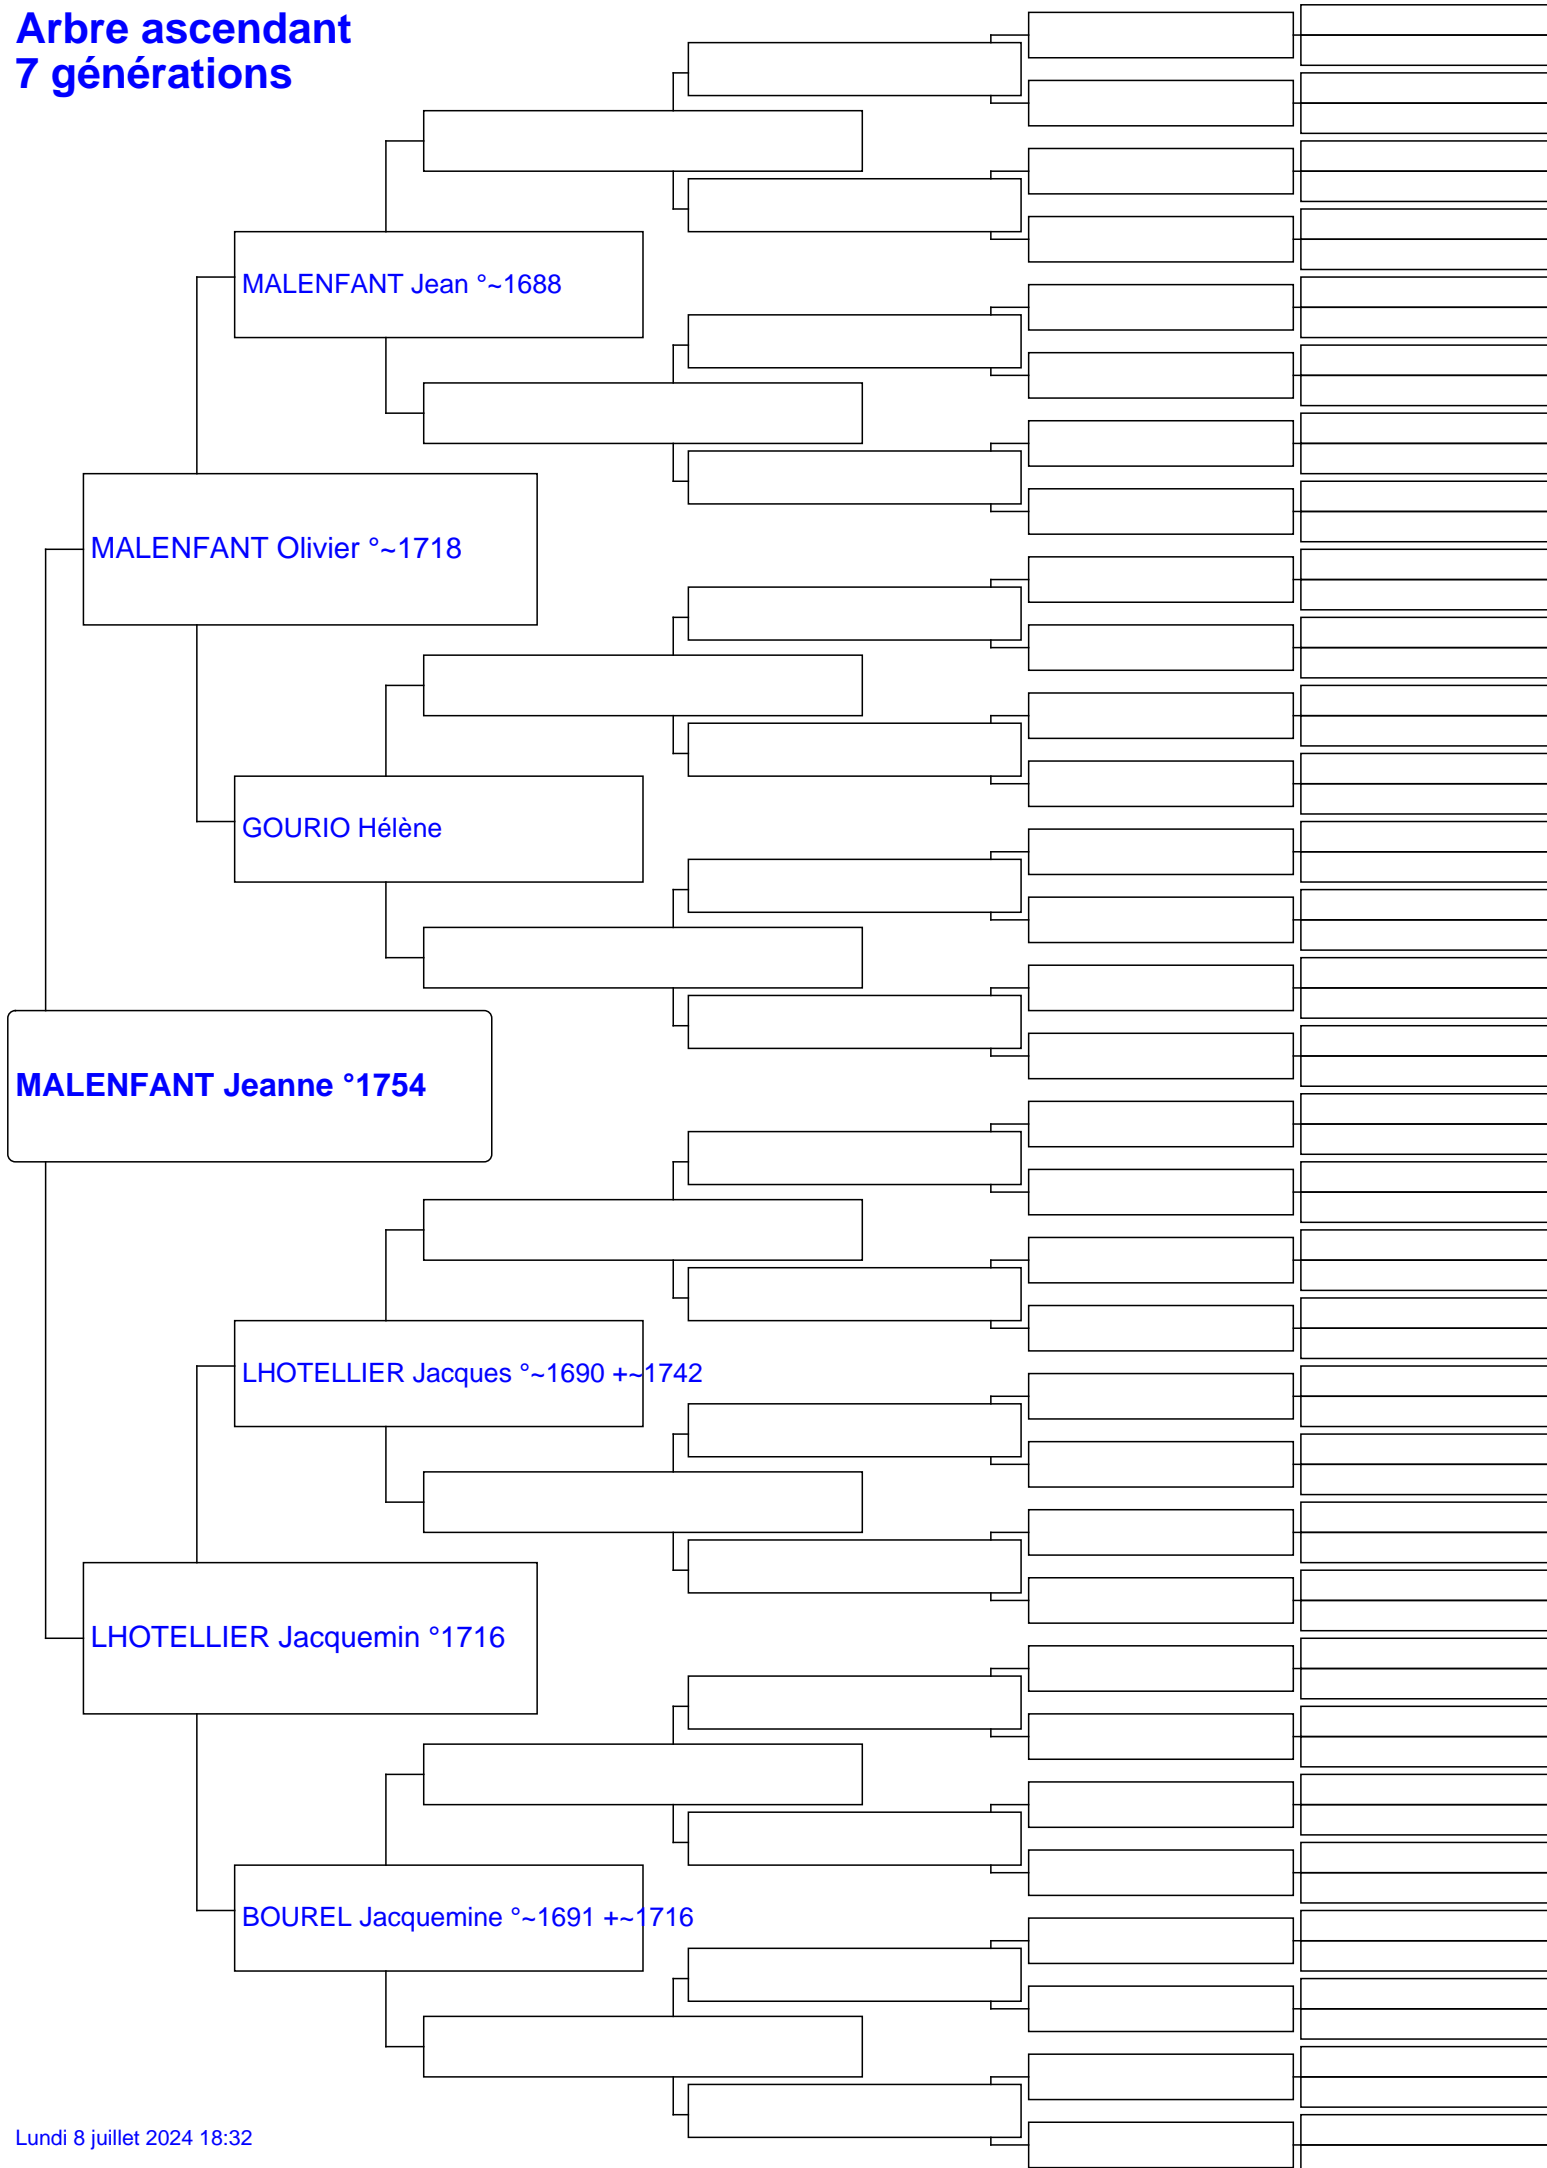 Arbre ascendant
7 générations
MALENFANT Jean °~1688
MALENFANT Olivier °~1718
GOURIO Hélène
MALENFANT Jeanne °1754
LHOTELLIER Jacques °~1690 +~1742
LHOTELLIER Jacquemin °1716
BOUREL Jacquemine °~1691 +~1716
Lundi 8 juillet 2024 18:32